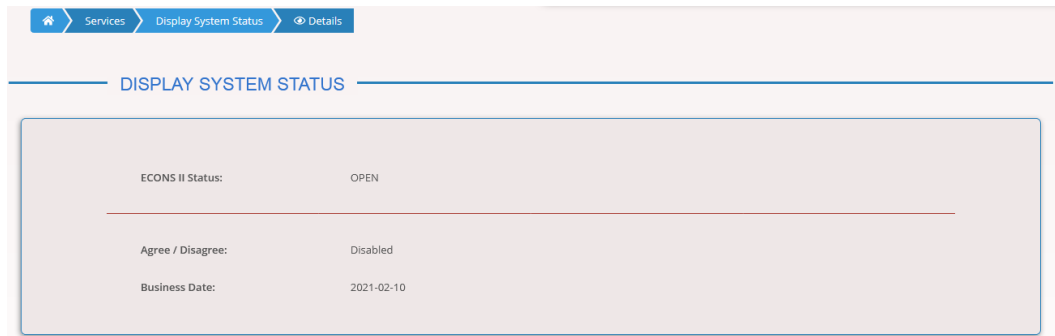 Services Display System Status Details
DISPLAY SYSTEM STATUS
ECONS II Status: OPEN
Agree / Disagree: Disabled
Business Date: 2021-02-10